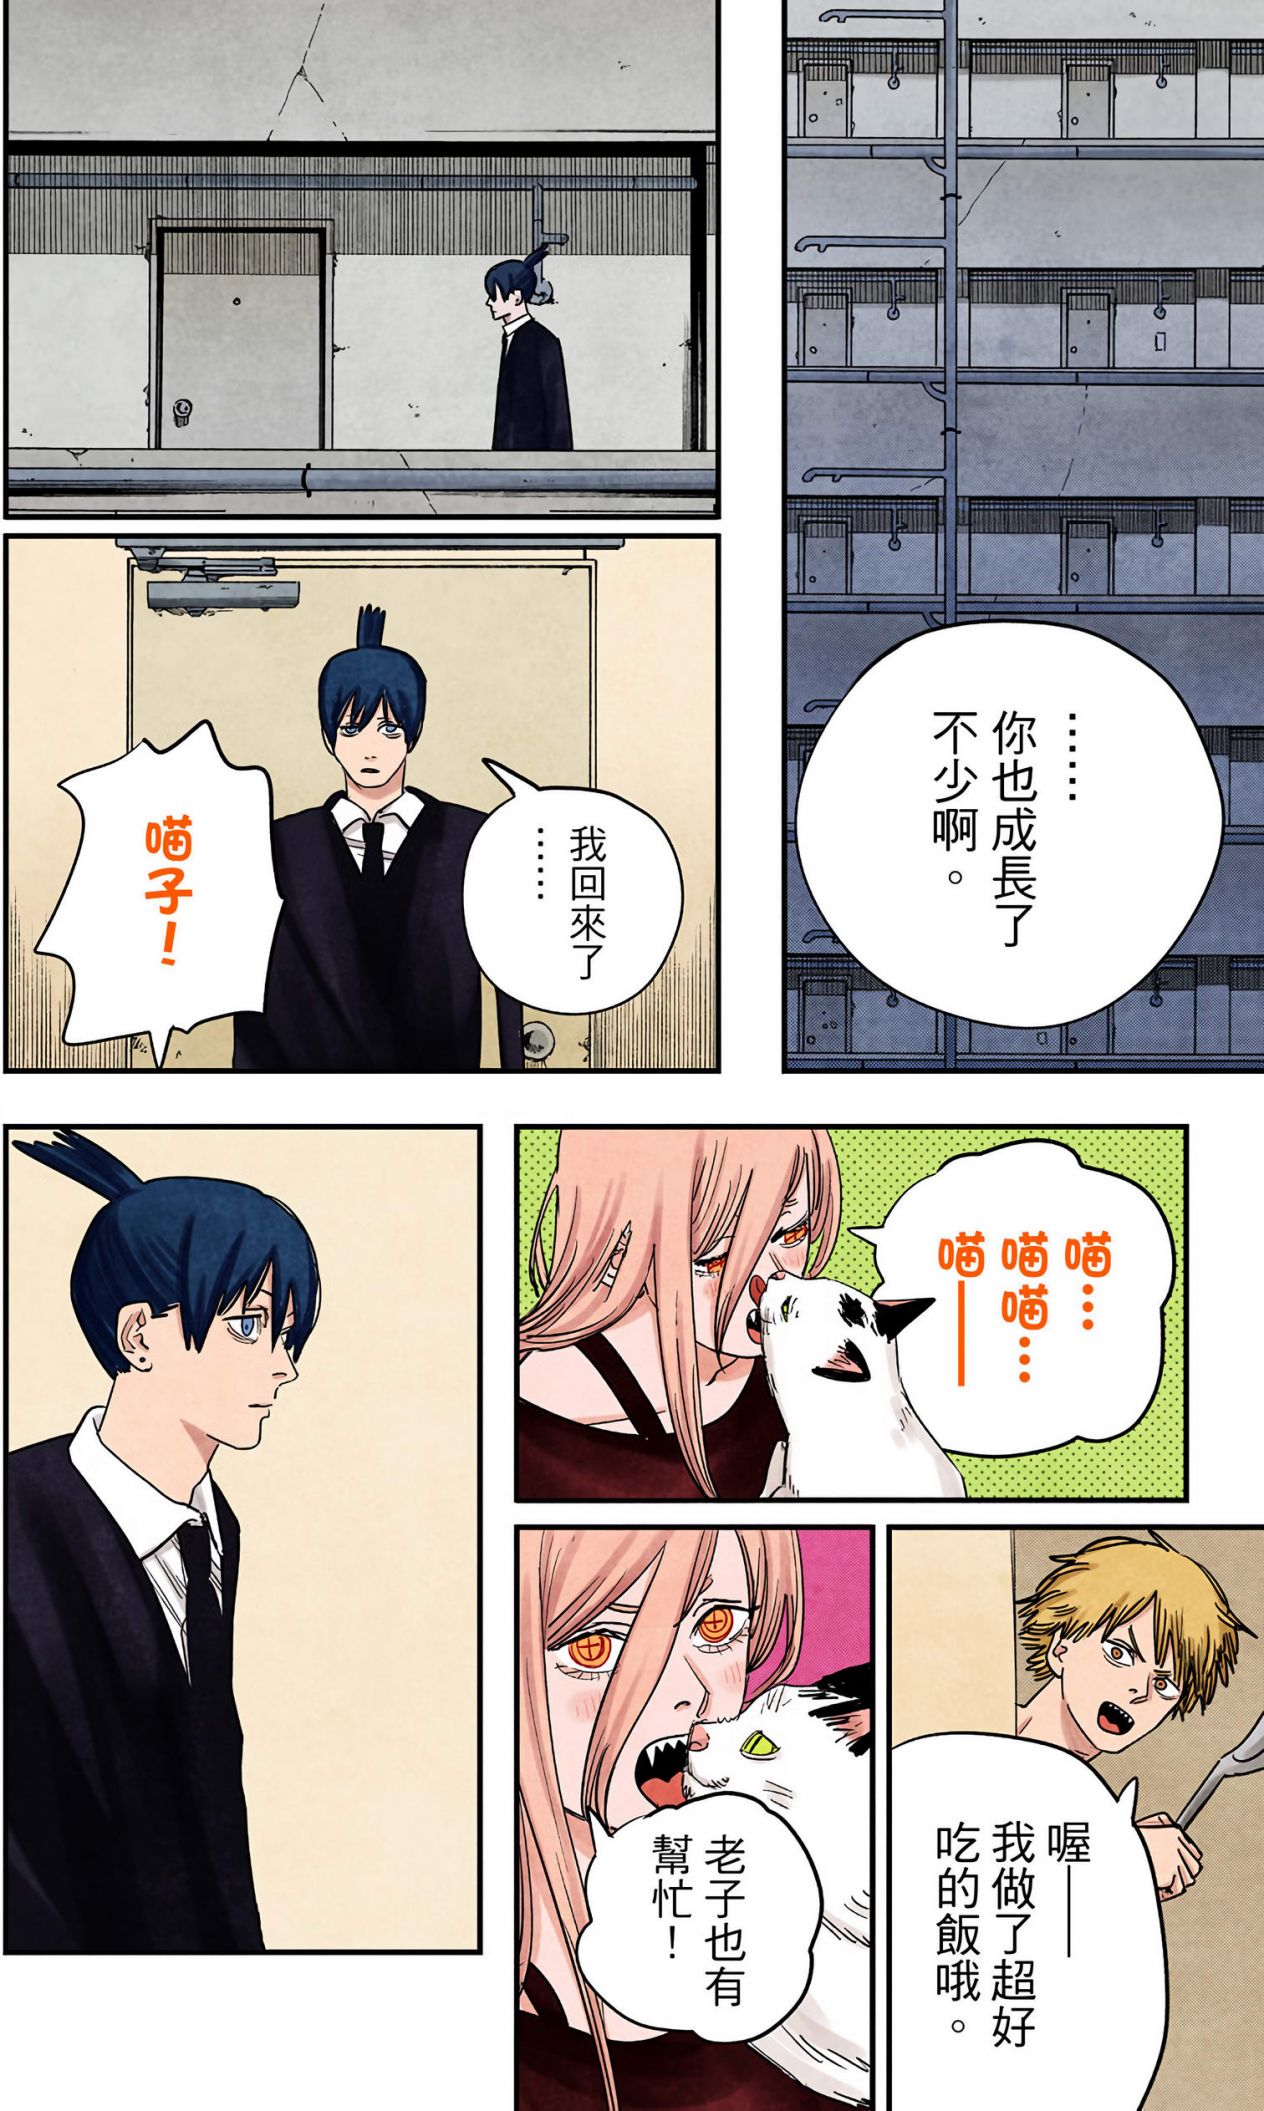 ……
你也成長了
不少啊。
我回來了
……
喵子！
喵…
喵喵…
喵——
喔——
我做了超好
吃的飯哦。
老子也有
幫忙！